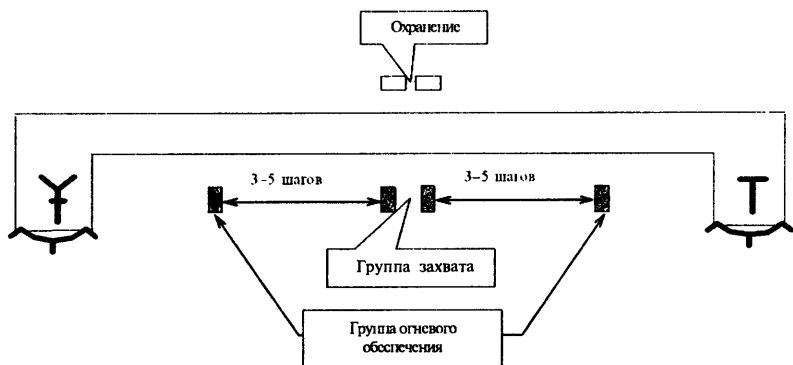 Охранение
3-5 шагов
3-5 шагов
Группа захвата
Группа огневого
обеспечения